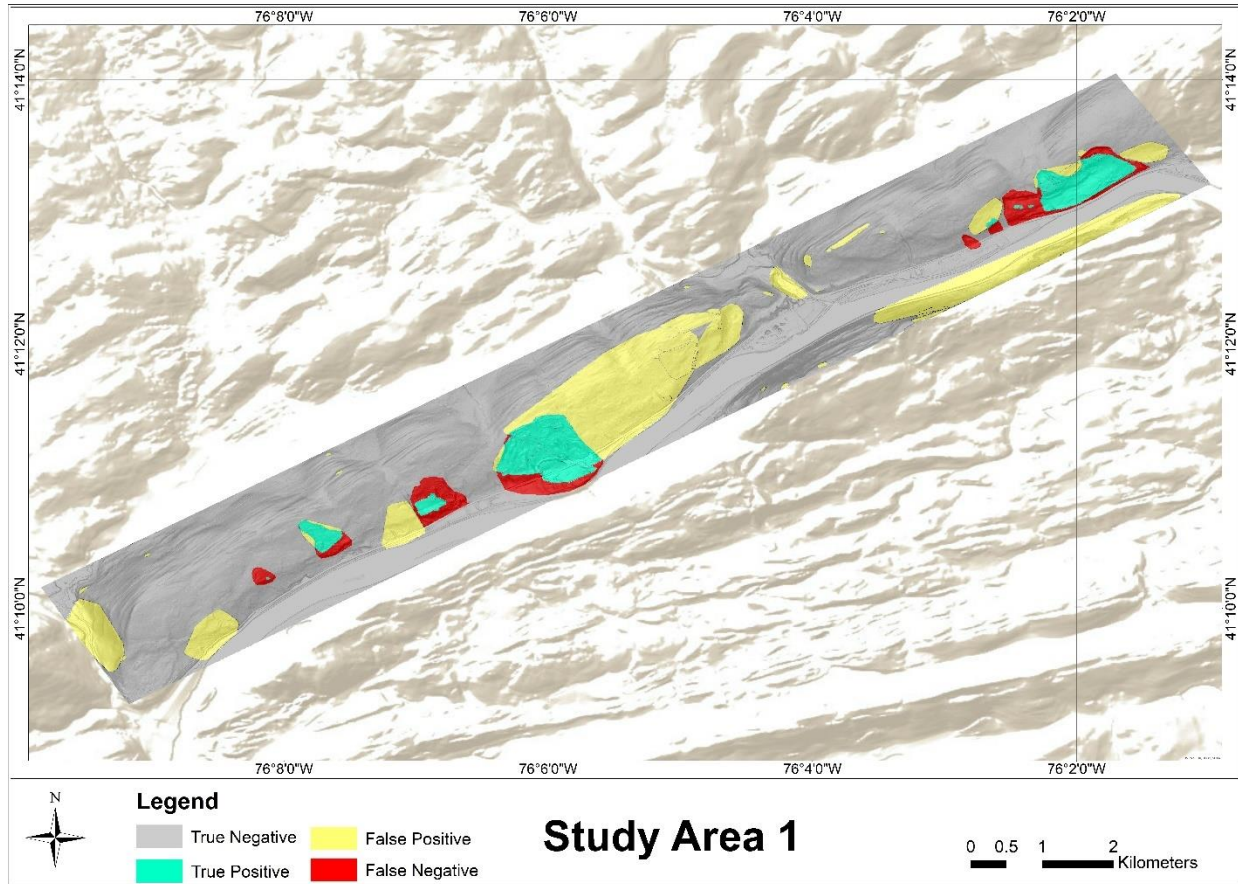 76°8'0"W 76°6'0"W 76°4'0"W 76°2'0"W
41°14'0"N 41°14'0"N
41°12'0"N 41°12'0"N
41°10'0"N 41°10'0"N
76°8'0"W 76°6'0"W 76°4'0"W 76°2'0"W
N
Legend
True Negative False Positive
True Positive False Negative
Study Area 1
0 0.5 1 2
Kilometers